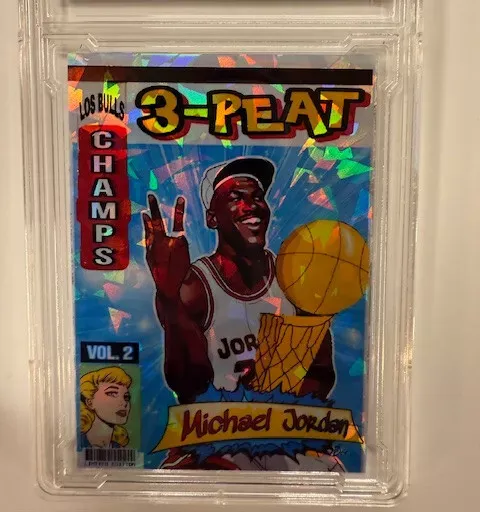 LOS BULLS
3-PEAT
CHAMPS
JOR
VOL. 2
Michael Jordan